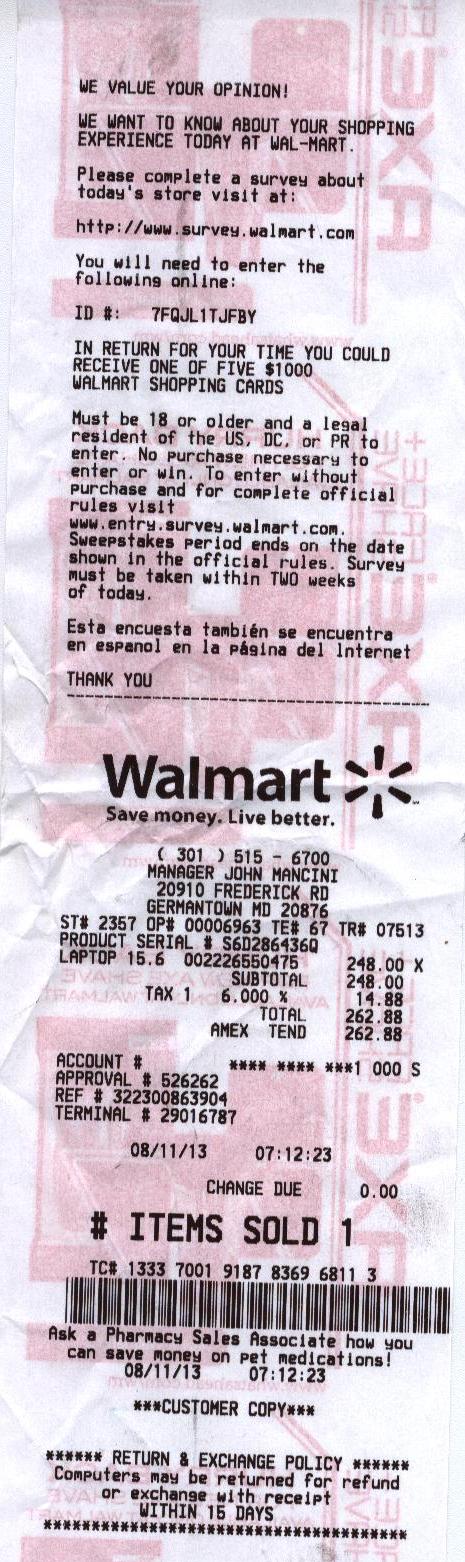 WE VALUE YOUR OPINION!
WE WANT TO KNOW ABOUT YOUR SHOPPING
EXPERIENCE TODAY AT WAL-MART.
Please complete a survey about
today's store visit at:
http://www.survey.walmart.com
You will need to enter the
following online:
ID #: 7FQJL1TJFBY
IN RETURN FOR YOUR TIME YOU COULD
RECEIVE ONE OF FIVE $1000
WALMART SHOPPING CARDS
Must be 18 or older and a legal
resident of the US, DC, or PR to
enter. No purchase necessary to
enter or win. To enter without
purchase and for complete official
rules visit
www.entry.survey.walmart.com.
Sweepstakes period ends on the date
shown in the official rules. Survey
must be taken within TWO weeks
of today.
Esta encuesta también se encuentra
en espanol en la página del Internet
THANK YOU
Walmart
Save money. Live better.
( 301 ) 515 - 6700
MANAGER JOHN MANCINI
20910 FREDERICK RD
GERMANTOWN MD 20876
ST# 2357 OP# 00006963 TE# 67 TR# 07513
PRODUCT SERIAL # S6D286436Q
LAPTOP 15.6 002226550475 248.00 X
SUBTOTAL 248.00
TAX 1 6.000 % 14.88
TOTAL 262.88
AMEX TEND 262.88
ACCOUNT # **** **** ***1 000 S
APPROVAL # 526262
REF # 322300863904
TERMINAL # 29016787
08/11/13 07:12:23
CHANGE DUE 0.00
# ITEMS SOLD 1
TC# 1333 7001 9187 8369 6811 3
Ask a Pharmacy Sales Associate how you
can save money on pet medications!
08/11/13 07:12:23
***CUSTOMER COPY***
****** RETURN & EXCHANGE POLICY ******
Computers may be returned for refund
or exchange with receipt
WITHIN 15 DAYS
**************************************